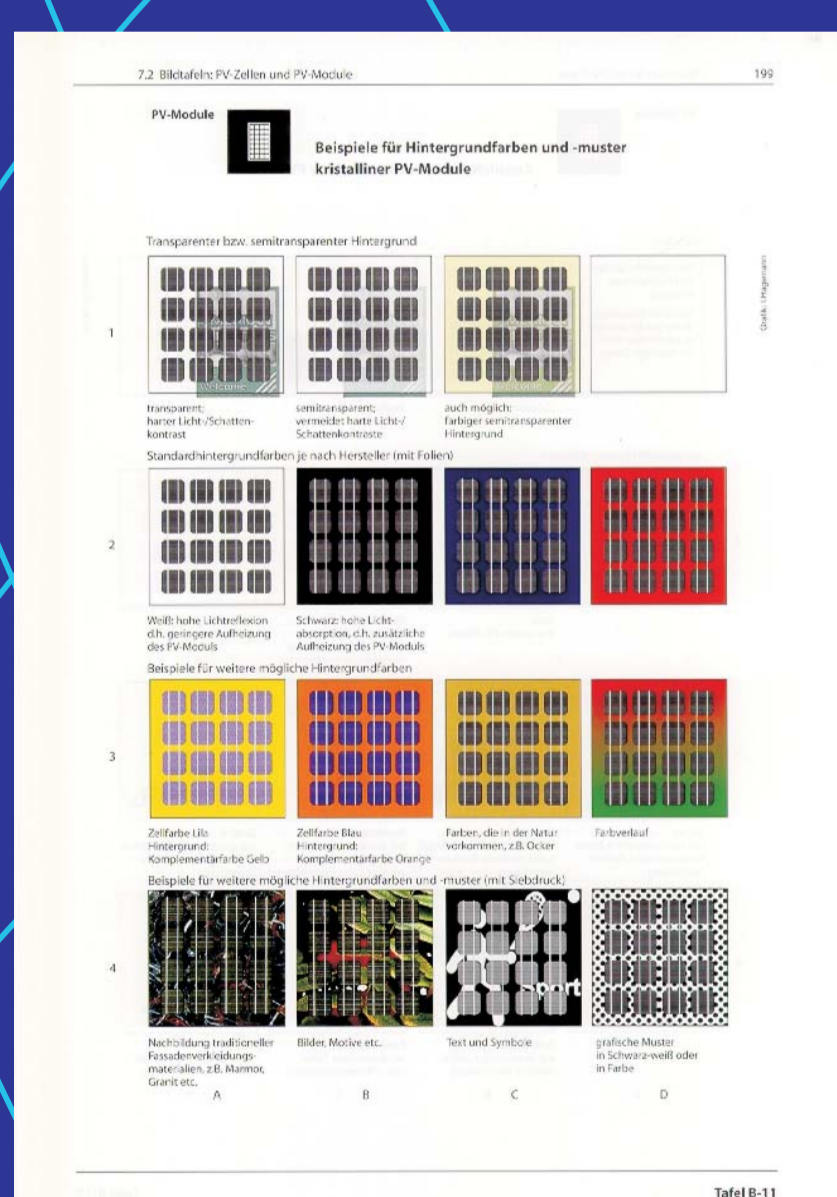 7.2 Bildtafeln: PV-Zellen und PV-Module
199
PV-Module
Beispiele für Hintergrundfarben und -muster
kristalliner PV-Module
Transparenter bzw. semitransparenter Hintergrund
Grafik: I.Hagemann
1
Welcome
Welcome
transparent;
harter Licht-/Schatten-
kontrast
semitransparent;
vermeidet harte Licht-/
Schattenkontraste
auch möglich:
farbiger semitransparenter
Hintergrund
Standardhintergrundfarben je nach Hersteller (mit Folien)
2
Weiß: hohe Lichtreflexion
d.h. geringere Aufheizung
des PV-Moduls
Schwarz: hohe Licht-
absorption, d.h. zusätzliche
Aufheizung des PV-Moduls
Beispiele für weitere mögliche Hintergrundfarben
3
Zellfarbe Lila
Hintergrund:
Komplementärfarbe Gelb
Zellfarbe Blau
Hintergrund:
Komplementärfarbe Orange
Farben, die in der Natur
vorkommen, z.B. Ocker
Farbverlauf
Beispiele für weitere mögliche Hintergrundfarben und -muster (mit Siebdruck)
4
Sport
Nachbildung traditioneller
Fassadenverkleidungs-
materialien, z.B. Marmor,
Granit etc.
Bilder, Motive etc.
Text und Symbole
grafische Muster
in Schwarz-weiß oder
in Farbe
A
B
C
D
Tafel B-11